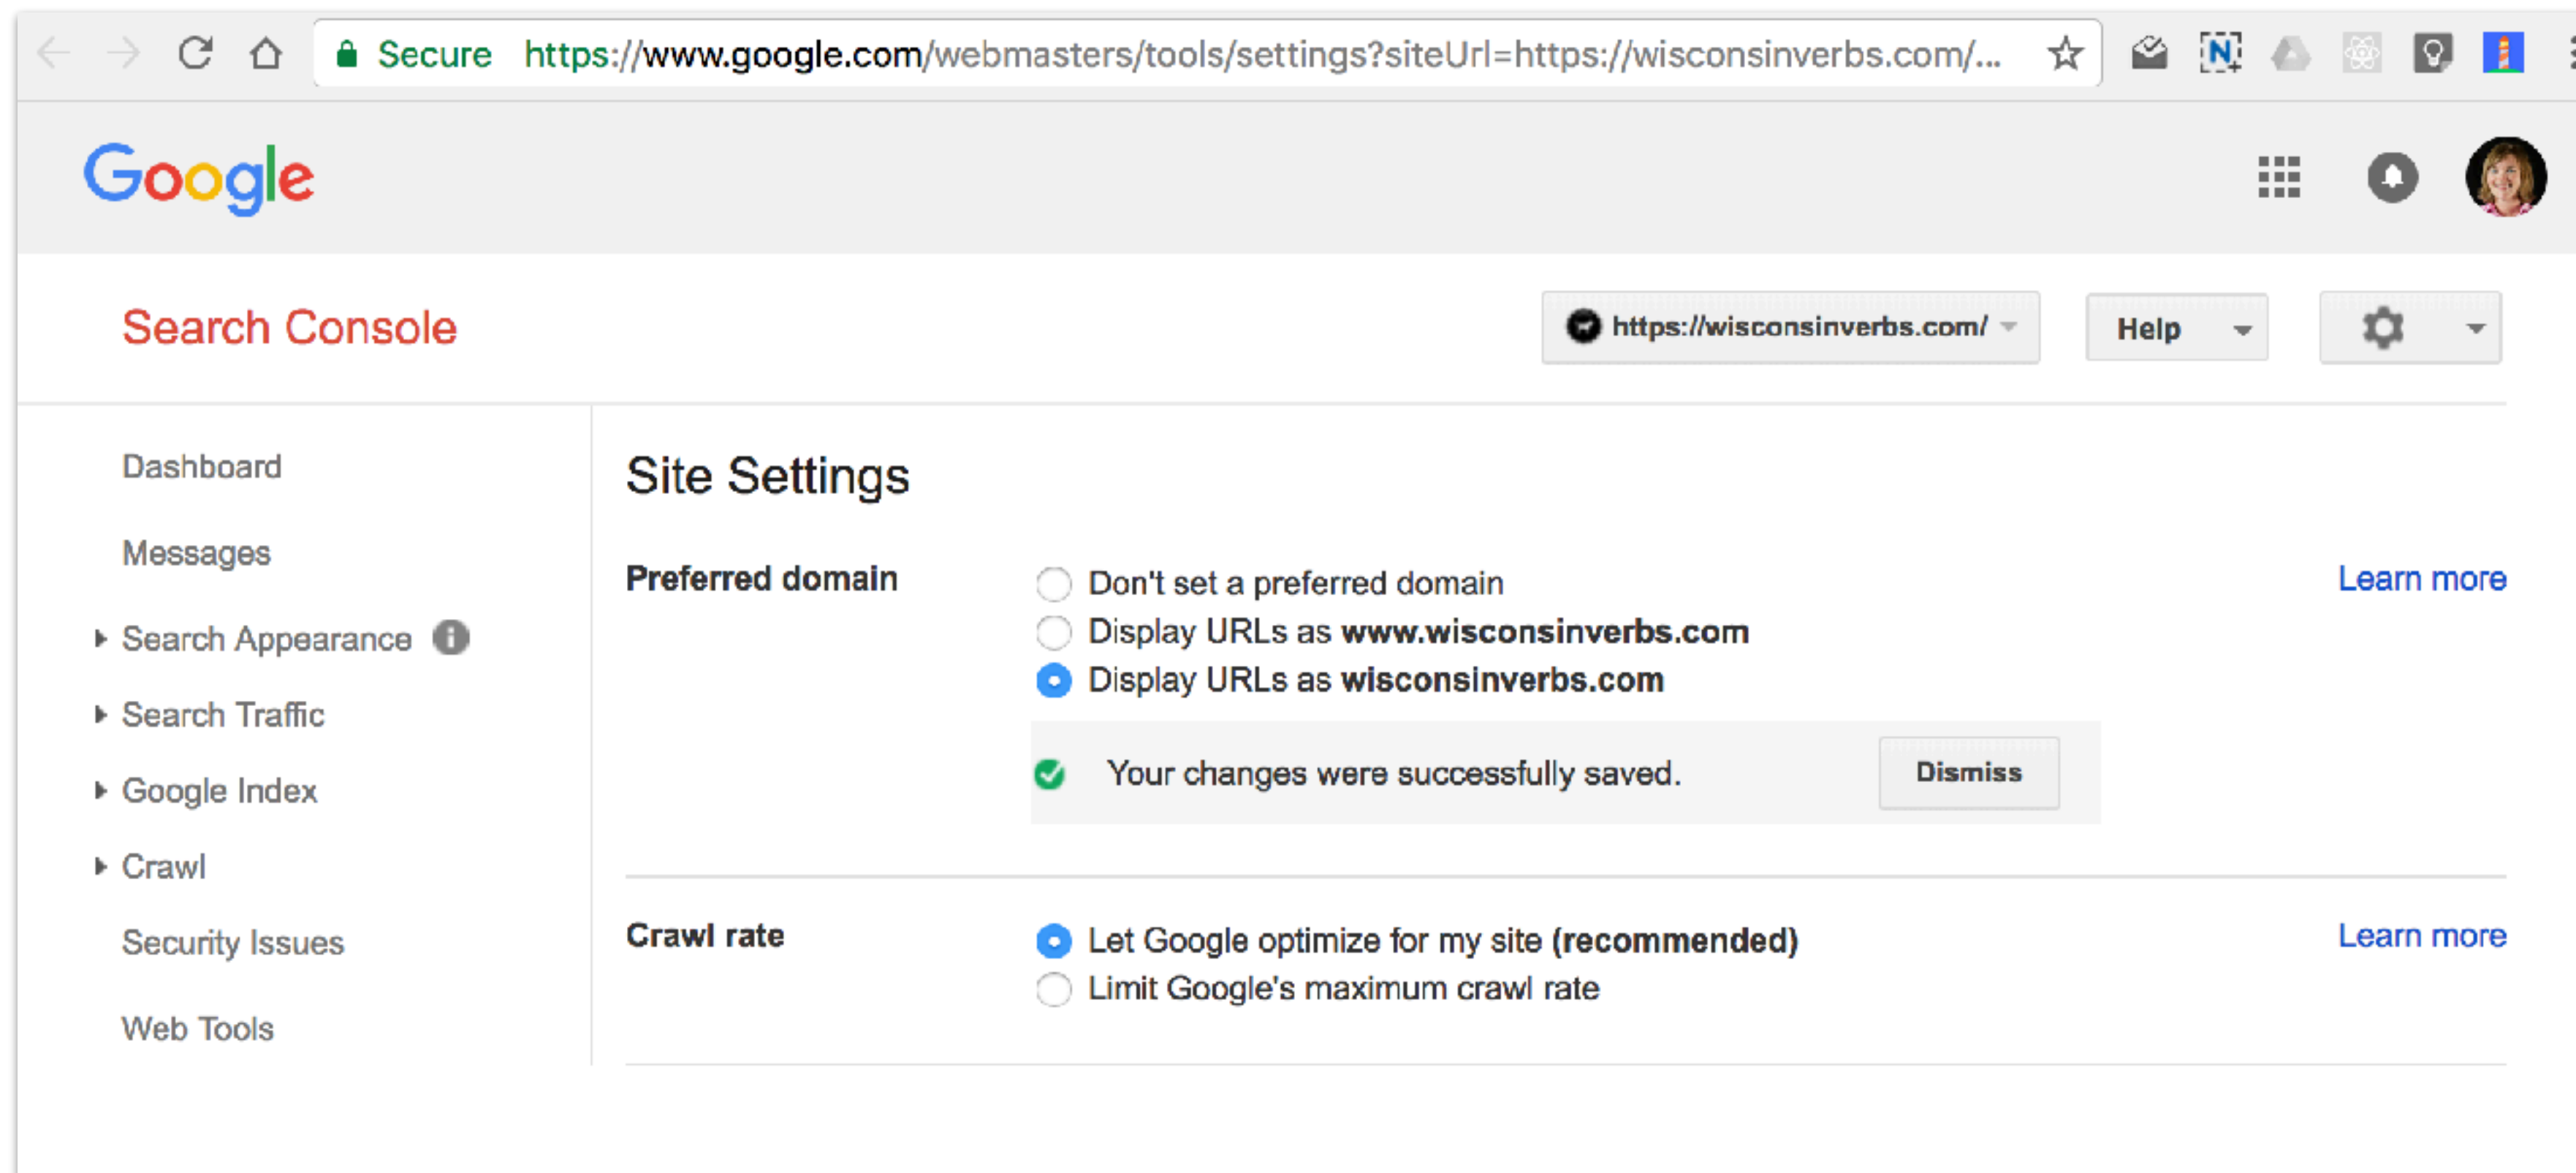 Secure https://www.google.com/webmasters/tools/settings?siteUrl=https://wisconsinverbs.com/...
Google
Search Console
https://wisconsinverbs.com/
Help
Dashboard
Messages
Search Appearance
Search Traffic
Google Index
Crawl
Security Issues
Web Tools
Site Settings
Preferred domain
Don't set a preferred domain
Display URLs as www.wisconsinverbs.com
Display URLs as wisconsinverbs.com
Learn more
Your changes were successfully saved.
Dismiss
Crawl rate
Let Google optimize for my site (recommended)
Limit Google's maximum crawl rate
Learn more